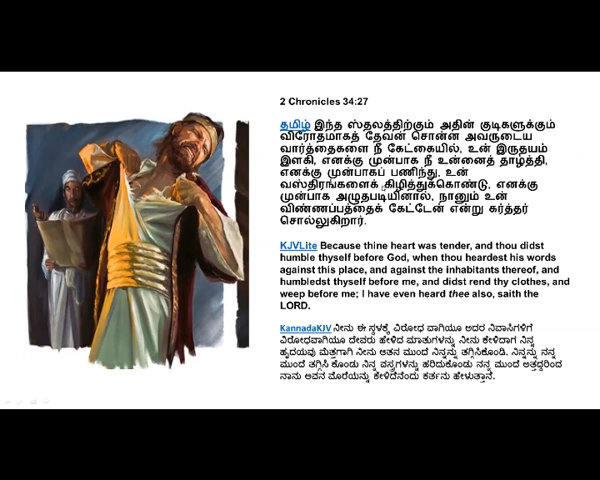 2 Chronicles 34:27
தமிழ் இந்த ஸ்தலத்திற்கும் அதின் குடிகளுக்கும்
விரோதமாகத் தேவன் சொன்ன அவருடைய
வார்த்தைகளை நீ கேட்கையில், உன் இருதயம்
இளகி, எனக்கு முன்பாக நீ உன்னைத் தாழ்த்தி,
எனக்கு முன்பாகப் பணிந்து, உன்
வஸ்திரங்களைக் கிழித்துக்கொண்டு, எனக்கு
முன்பாக அழுதபடியினால், நானும் உன்
விண்ணப்பத்தைக் கேட்டேன் என்று கர்த்தர்
சொல்லுகிறார்.
KJVLite Because thine heart was tender, and thou didst
humble thyself before God, when thou heardest his words
against this place, and against the inhabitants thereof, and
humbledst thyself before me, and didst rend thy clothes, and
weep before me; I have even heard thee also, saith the
LORD.
KannadaKJV ನೀನು ಈ ಸ್ಥಳಕ್ಕೆ ವಿರೋಧ ವಾಗಿಯೂ ಅದರ ನಿವಾಸಿಗಳಿಗೆ
ವಿರೋಧವಾಗಿಯೂ ದೇವರು ಹೇಳಿದ ಮಾತುಗಳನ್ನು ನೀನು ಕೇಳಿದಾಗ ನಿನ್ನ
ಹೃದಯವು ಮೆತ್ತಗಾಗಿ ನೀನು ಆತನ ಮುಂದೆ ನಿನ್ನನ್ನು ತಗ್ಗಿಸಿಕೊಂಡಿ. ನಿನ್ನನ್ನು ನನ್ನ
ಮುಂದೆ ತಗ್ಗಿಸಿ ಕೊಂಡು ನಿನ್ನ ವಸ್ತ್ರಗಳನ್ನು ಹರಿದುಕೊಂಡು ನನ್ನ ಮುಂದೆ ಅತ್ತದ್ದರಿಂದ
ನಾನು ಅವನ ಮೊರೆಯನ್ನು ಕೇಳಿದೆನೆಂದು ಕರ್ತನು ಹೇಳುತ್ತಾನೆ.